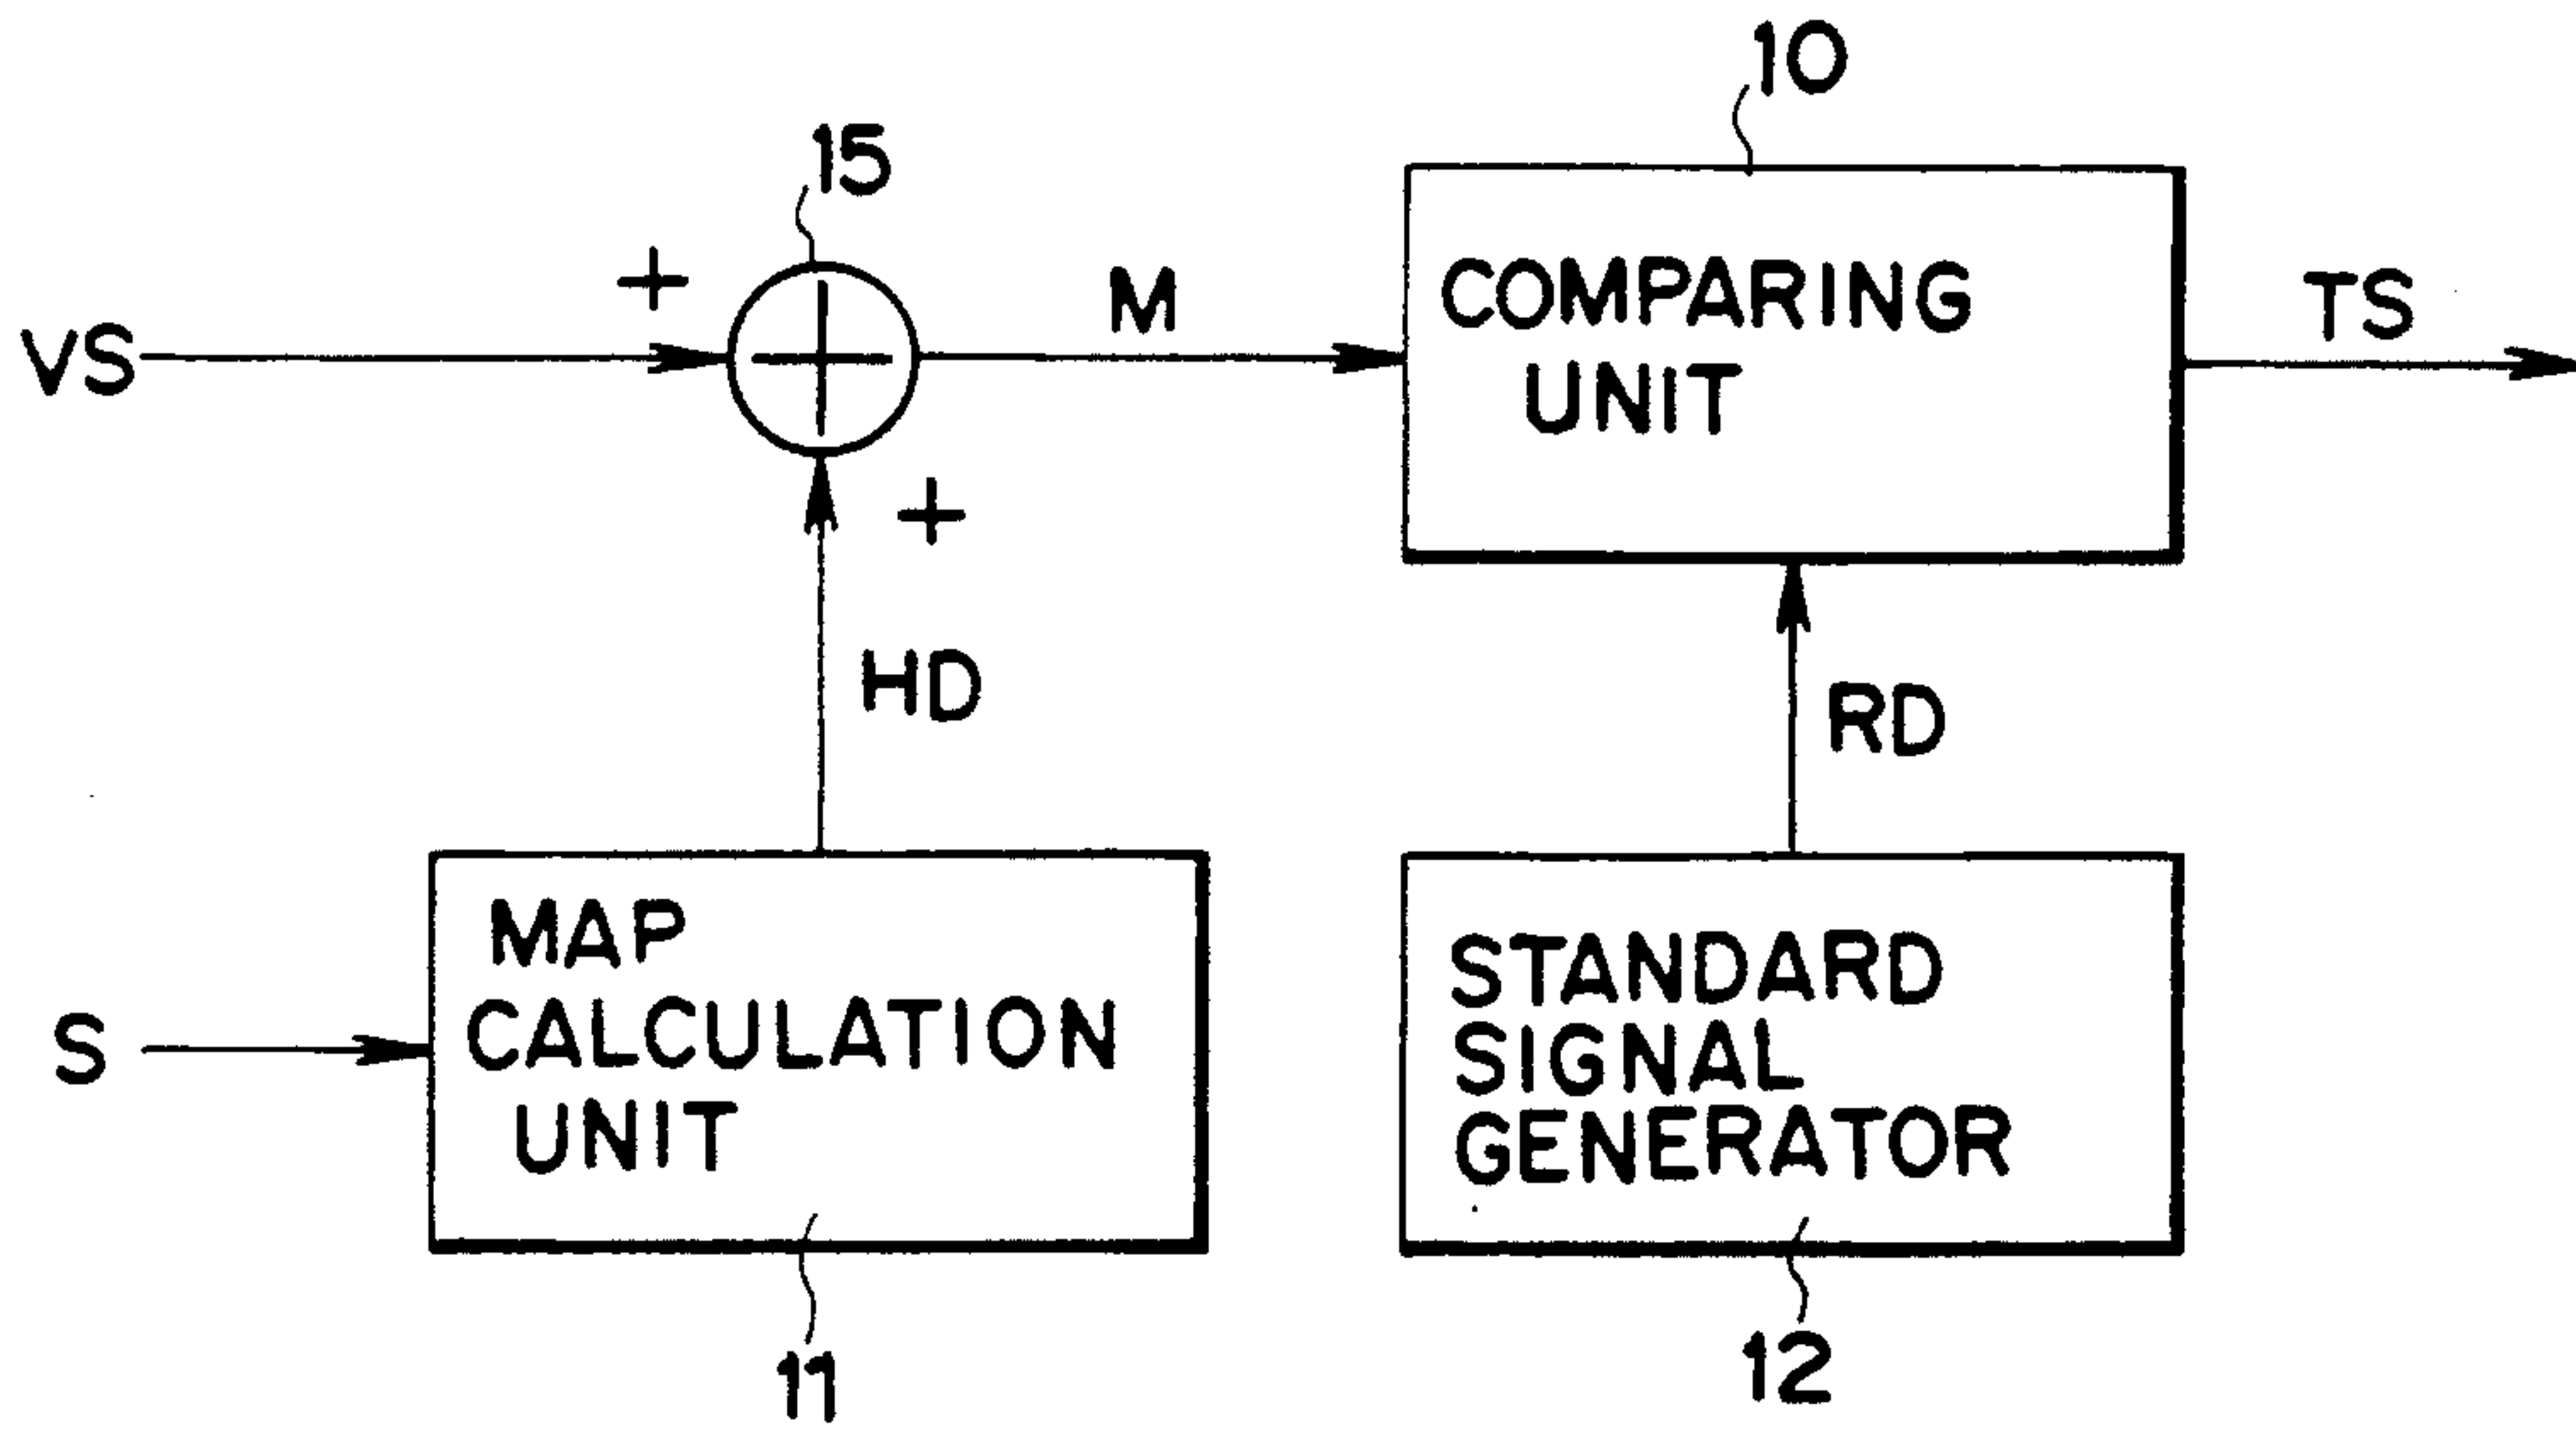 10
15
+
M
VS
COMPARING
UNIT
TS
+
HD
RD
MAP
CALCULATION
UNIT
S
STANDARD
SIGNAL
GENERATOR
11
12